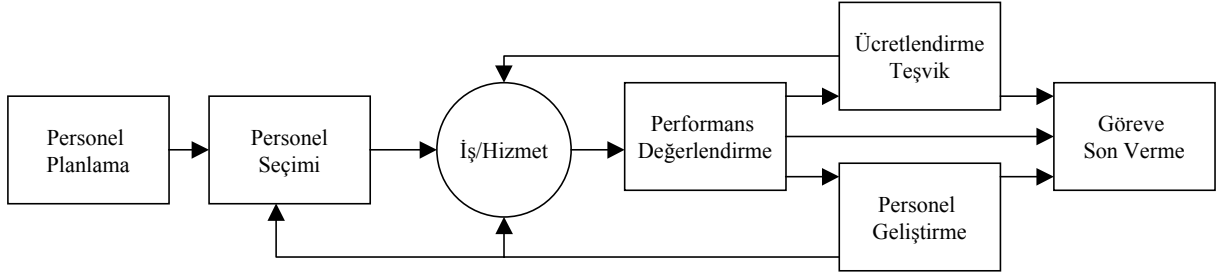 Personel
Planlama
Personel
Seçimi
İş/Hizmet
Performans
Değerlendirme
Ücretlendirme
Teşvik
Personel
Geliştirme
Göreve
Son Verme